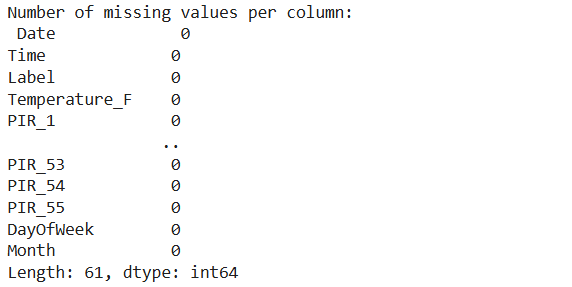 Number of missing values per column:
 Date            0
Time            0
Label           0
Temperature_F    0
PIR_1           0
               ..
PIR_53          0
PIR_54          0
PIR_55          0
DayOfWeek       0
Month           0
Length: 61, dtype: int64